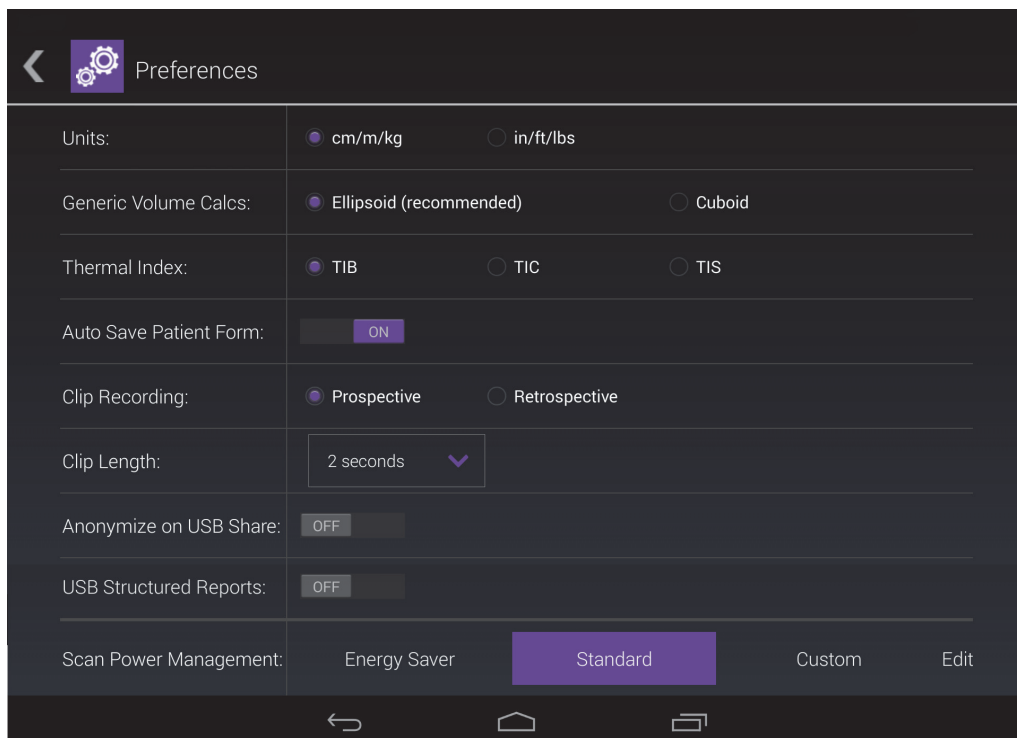 Preferences
Units: cm/m/kg in/ft/lbs
Generic Volume Calcs: Ellipsoid (recommended) Cuboid
Thermal Index: TIB TIC TIS
Auto Save Patient Form: ON
Clip Recording: Prospective Retrospective
Clip Length: 2 seconds
Anonymize on USB Share: OFF
USB Structured Reports: OFF
Scan Power Management: Energy Saver Standard Custom Edit